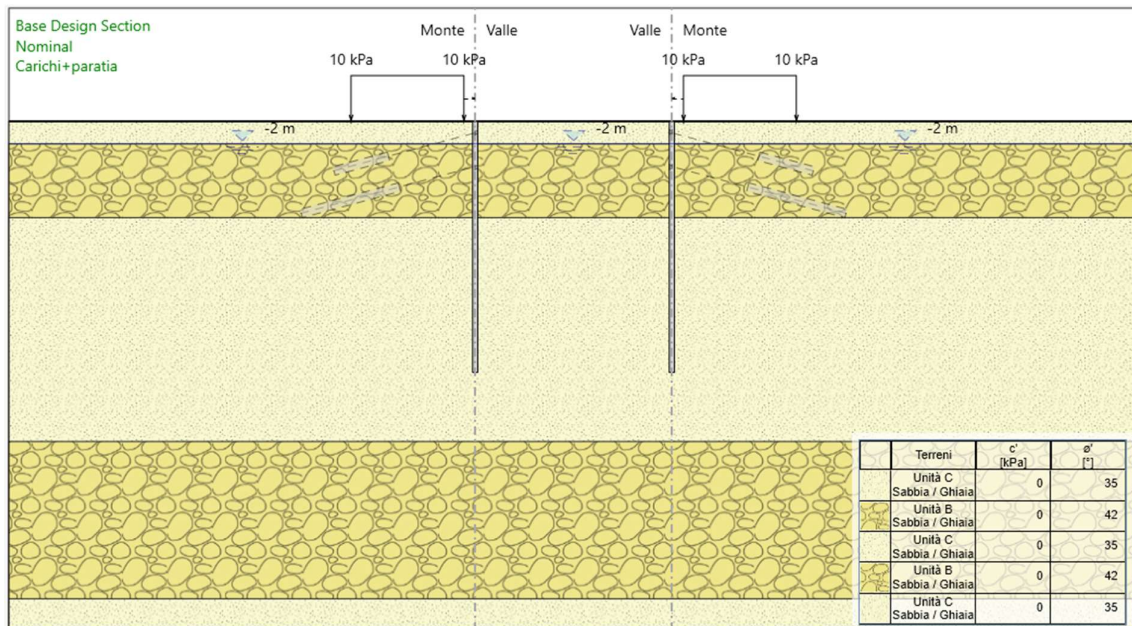 Base Design Section
Nominal
Carichi+paratia
Monte Valle Valle Monte
10 kPa 10 kPa 10 kPa 10 kPa
-2 m -2 m -2 m
Terreni c' [kPa] ø' [°]
Unità C Sabbia / Ghiaia 0 35
Unità B Sabbia / Ghiaia 0 42
Unità C Sabbia / Ghiaia 0 35
Unità B Sabbia / Ghiaia 0 42
Unità C Sabbia / Ghiaia 0 35